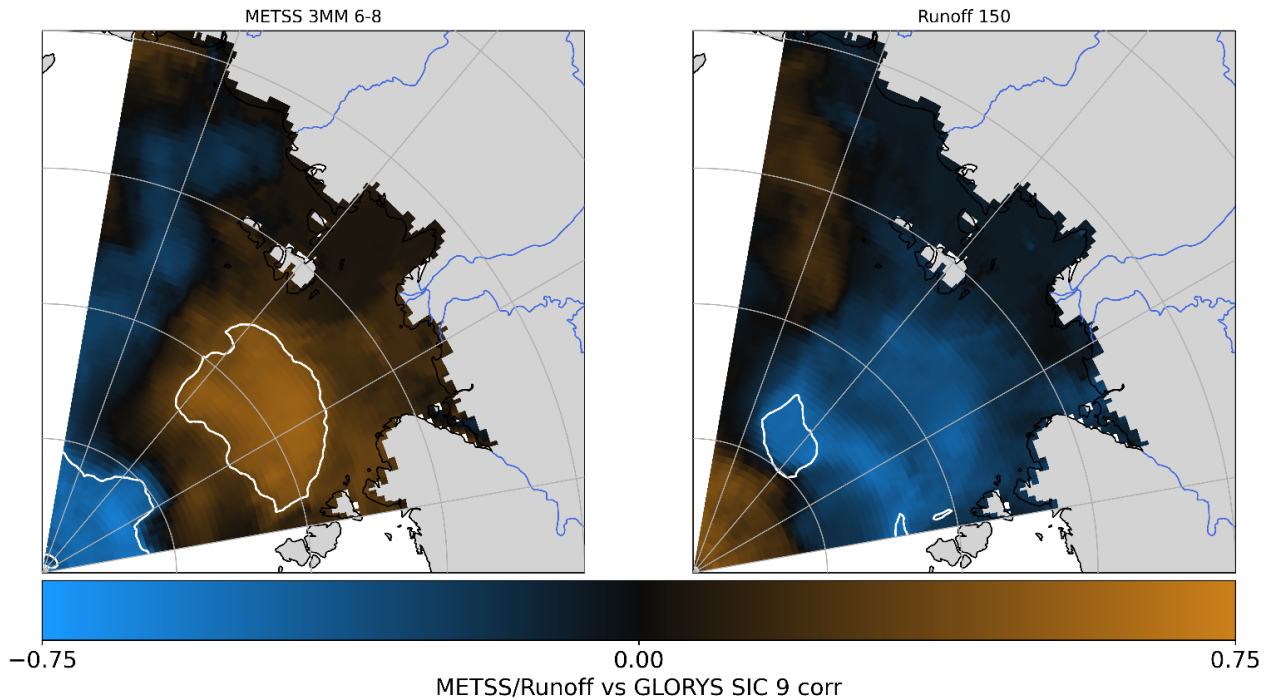 METSS 3MM 6-8
Runoff 150
−0.75
0.00
0.75
METSS/Runoff vs GLORYS SIC 9 corr